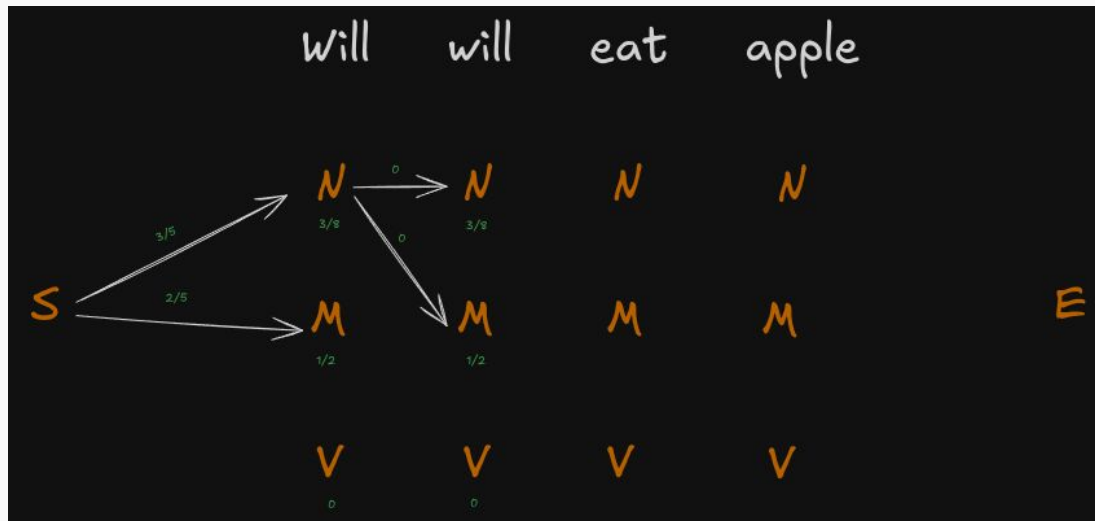 Will will eat apple
N 0 N N N
3/8 3/8
3/5 0
2/5
S M M M M E
1/2 1/2
V V V V
0 0